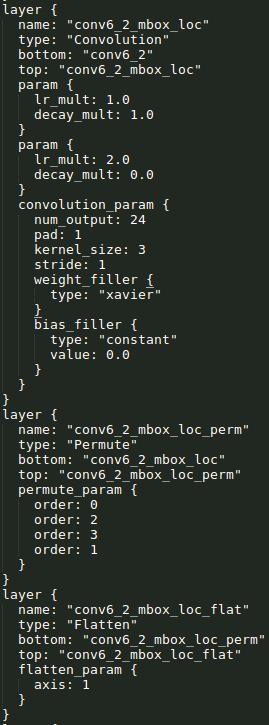 layer {
name: "conv6_2_mbox_loc"
type: "Convolution"
bottom: "conv6_2"
top: "conv6_2_mbox_loc"
param {
lr_mult: 1.0
decay_mult: 1.0
}
param {
lr_mult: 2.0
decay_mult: 0.0
}
convolution_param {
num_output: 24
pad: 1
kernel_size: 3
stride: 1
weight_filler {
type: "xavier"
}
bias_filler {
type: "constant"
value: 0.0
}
}
}
layer {
name: "conv6_2_mbox_loc_perm"
type: "Permute"
bottom: "conv6_2_mbox_loc"
top: "conv6_2_mbox_loc_perm"
permute_param {
order: 0
order: 2
order: 3
order: 1
}
}
layer {
name: "conv6_2_mbox_loc_flat"
type: "Flatten"
bottom: "conv6_2_mbox_loc_perm"
top: "conv6_2_mbox_loc_flat"
flatten_param {
axis: 1
}
}